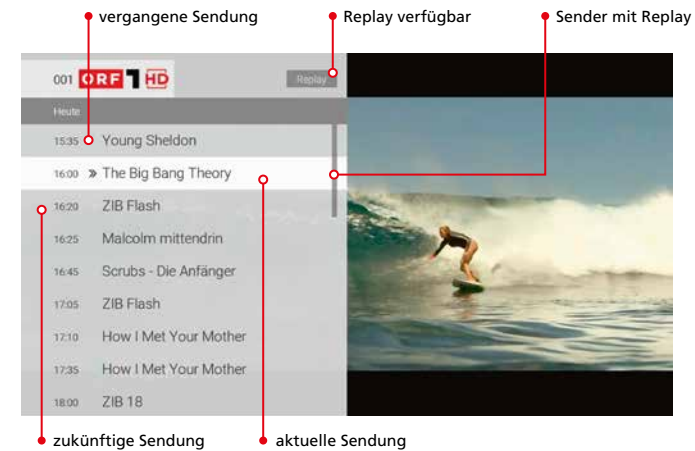 vergangene Sendung
Replay verfügbar
Sender mit Replay
001 ORF 1 HD
Replay
Heute
15:35 Young Sheldon
16:00 » The Big Bang Theory
16:20 ZIB Flash
16:25 Malcolm mittendrin
16:45 Scrubs - Die Anfänger
17:05 ZIB Flash
17:10 How I Met Your Mother
17:35 How I Met Your Mother
18:00 ZIB 18
zukünftige Sendung
aktuelle Sendung